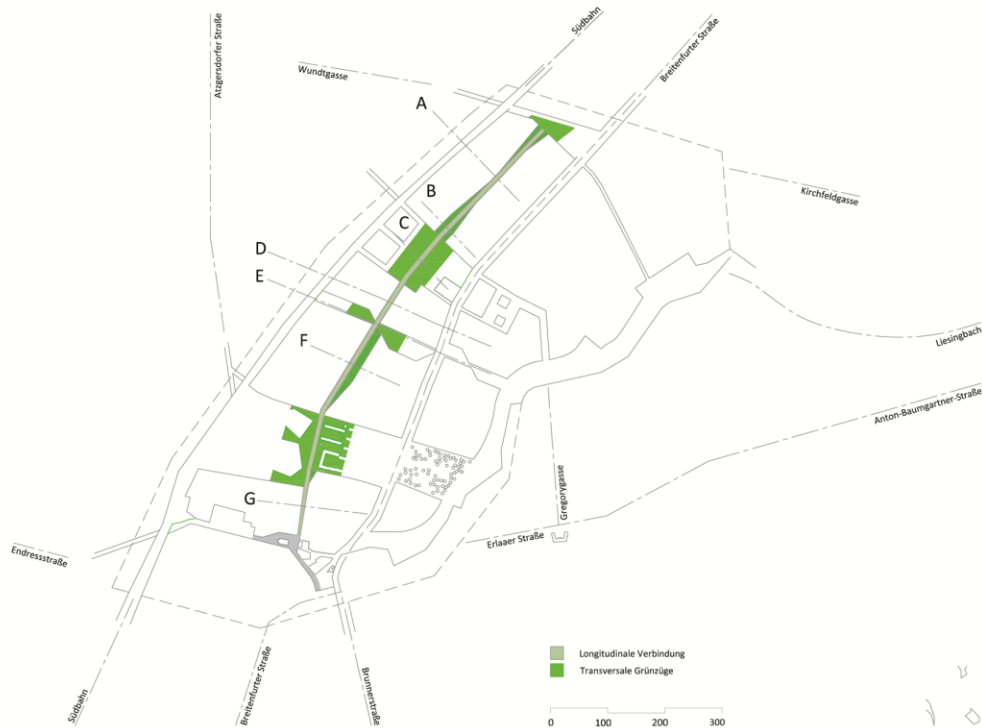 Südbahn
Breitenfurter Straße
Atzgersdorfer Straße
Wundtgasse
A
Kirchfeldgasse
B
C
D
E
F
Liesingbach
Anton-Baumgartner-Straße
G
Gregorygasse
Erlaaer Straße
Endressstraße
Südbahn
Breitenfurter Straße
Brunnerstraße
Longitudinale Verbindung
Transversale Grünzüge
0 100 200 300